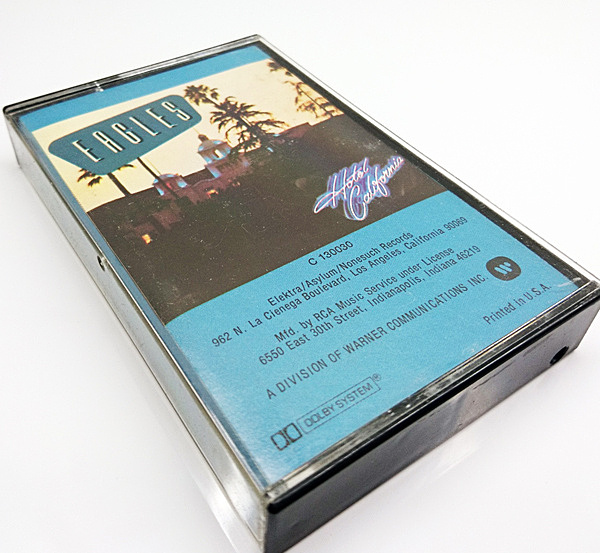 EAGLES
Hotel
California
C 130030
Elektra/Asylum/Nonesuch Records
962 N. La Cienega Boulevard, Los Angeles, California 90069
Mfd. by RCA Music Service under License
6550 East 30th Street, Indianapolis, Indiana 46219
A DIVISION OF WARNER COMMUNICATIONS INC.
Printed in U.S.A.
DOLBY SYSTEM®